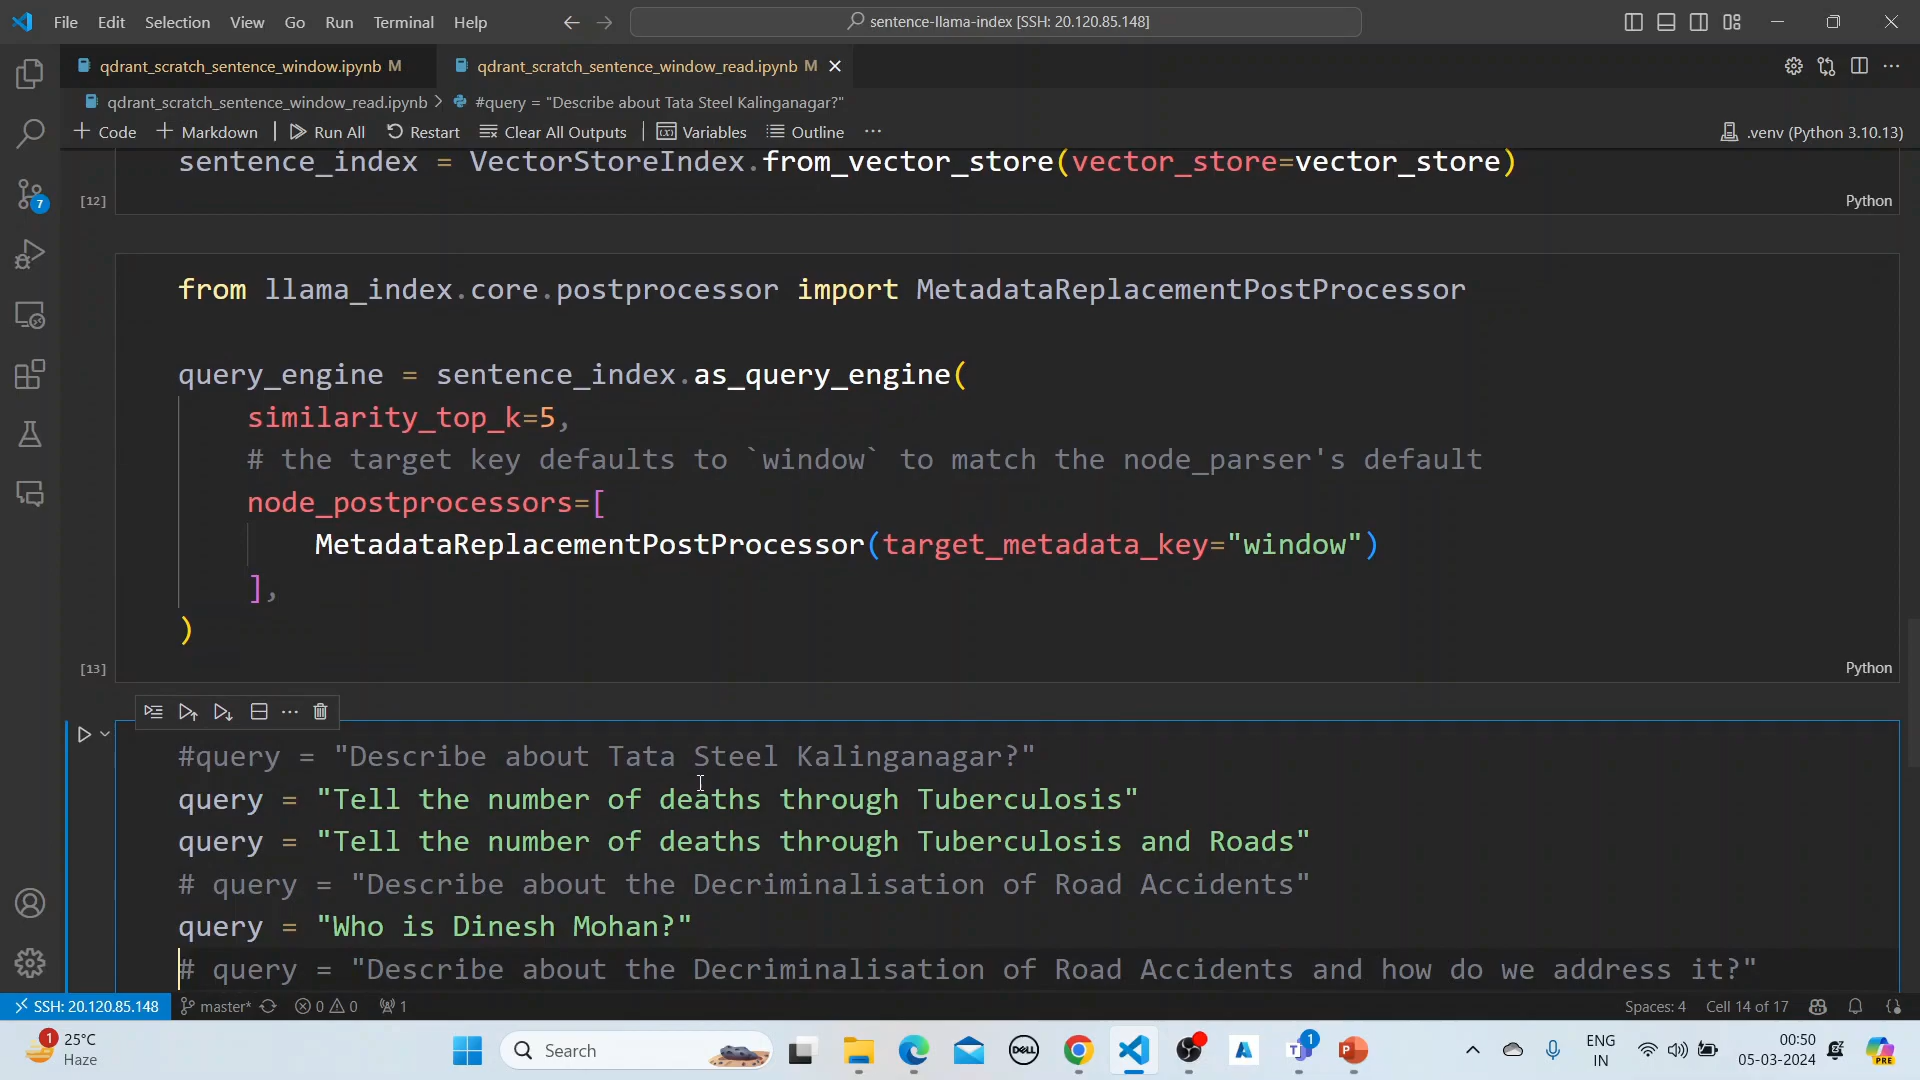 File Edit Selection View Go Run Terminal Help
sentence-llama-index [SSH: 20.120.85.148]
qdrant_scratch_sentence_window.ipynb M
qdrant_scratch_sentence_window_read.ipynb M
qdrant_scratch_sentence_window_read.ipynb > #query = "Describe about Tata Steel Kalinganagar?"
+ Code + Markdown Run All Restart Clear All Outputs Variables Outline ...
.venv (Python 3.10.13)
sentence_index = VectorStoreIndex.from_vector_store(vector_store=vector_store)
[12]
Python
from llama_index.core.postprocessor import MetadataReplacementPostProcessor
query_engine = sentence_index.as_query_engine(
similarity_top_k=5,
# the target key defaults to `window` to match the node_parser's default
node_postprocessors=[
MetadataReplacementPostProcessor(target_metadata_key="window")
],
)
[13]
Python
#query = "Describe about Tata Steel Kalinganagar?"
query = "Tell the number of deaths through Tuberculosis"
query = "Tell the number of deaths through Tuberculosis and Roads"
# query = "Describe about the Decriminalisation of Road Accidents"
query = "Who is Dinesh Mohan?"
# query = "Describe about the Decriminalisation of Road Accidents and how do we address it?"
7
SSH: 20.120.85.148 master* 0 0 1
Spaces: 4 Cell 14 of 17
1
25°C
Haze
Search
DELL
1
ENG
IN
00:50
05-03-2024
PRE